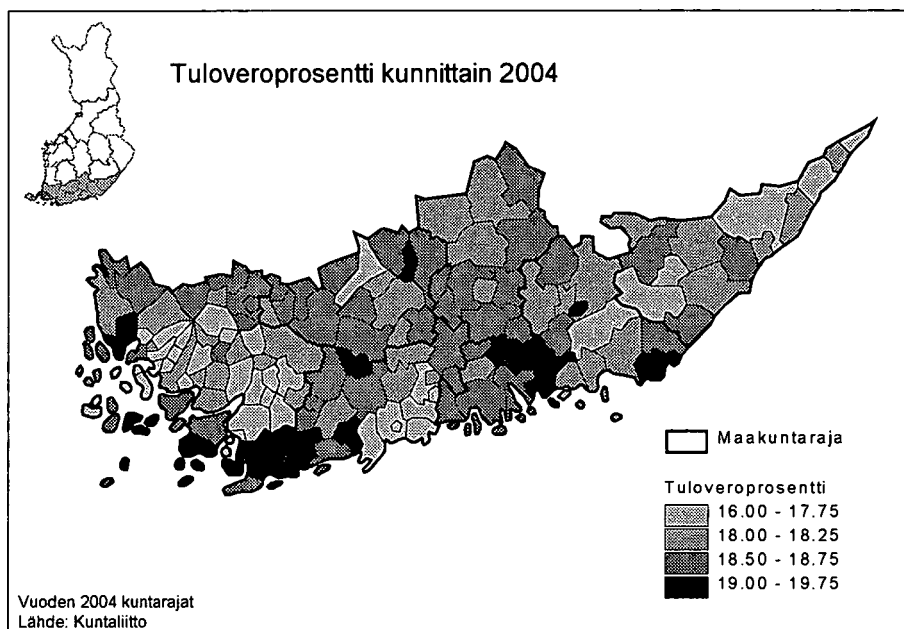 Tuloveroprosentti kunnittain 2004
Maakuntaraja
Tuloveroprosentti
16.00 - 17.75
18.00 - 18.25
18.50 - 18.75
19.00 - 19.75
Vuoden 2004 kuntarajat
Lähde: Kuntaliitto